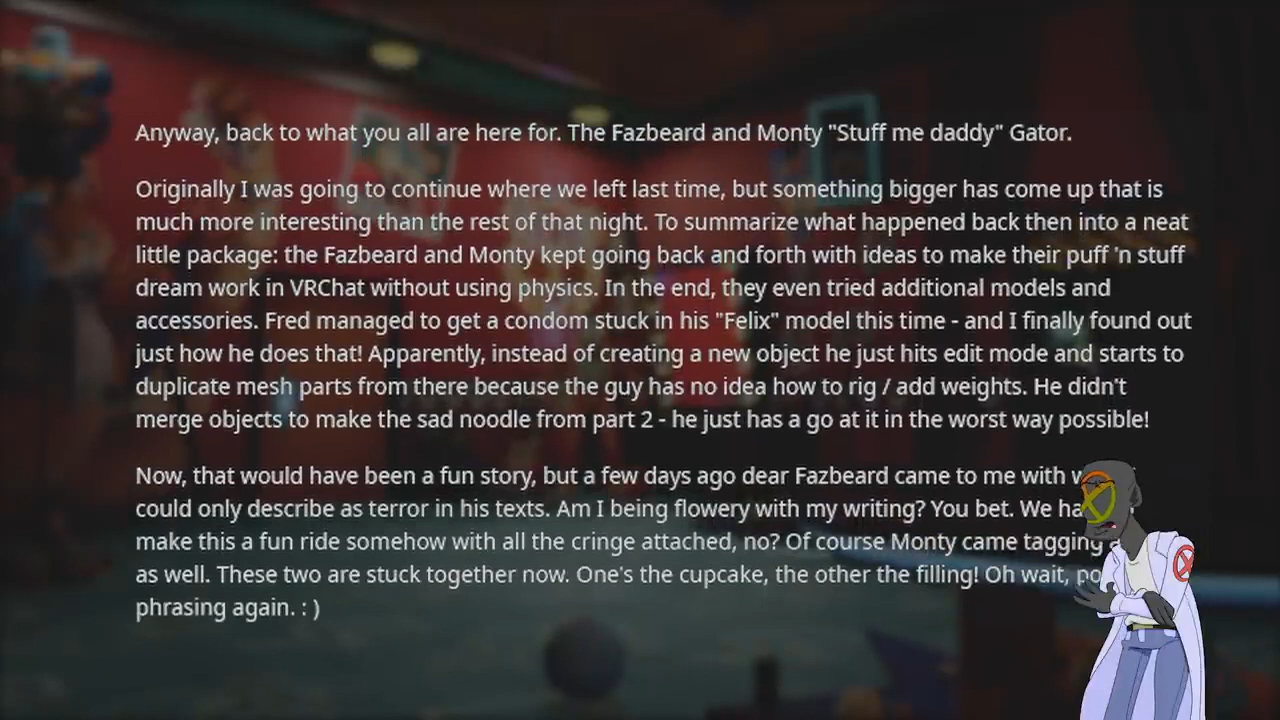 Anyway, back to what you all are here for. The Fazbeard and Monty "Stuff me daddy" Gator.
Originally I was going to continue where we left last time, but something bigger has come up that is
much more interesting than the rest of that night. To summarize what happened back then into a neat
little package: the Fazbeard and Monty kept going back and forth with ideas to make their puff 'n stuff
dream work in VRChat without using physics. In the end, they even tried additional models and
accessories. Fred managed to get a condom stuck in his "Felix" model this time - and I finally found out
just how he does that! Apparently, instead of creating a new object he just hits edit mode and starts to
duplicate mesh parts from there because the guy has no idea how to rig / add weights. He didn't
merge objects to make the sad noodle from part 2 - he just has a go at it in the worst way possible!
Now, that would have been a fun story, but a few days ago dear Fazbeard came to me with
could only describe as terror in his texts. Am I being flowery with my writing? You bet. We
make this a fun ride somehow with all the cringe attached, no? Of course Monty came tagging
as well. These two are stuck together now. One's the cupcake, the other the filling! Oh wait,
phrasing again. : )